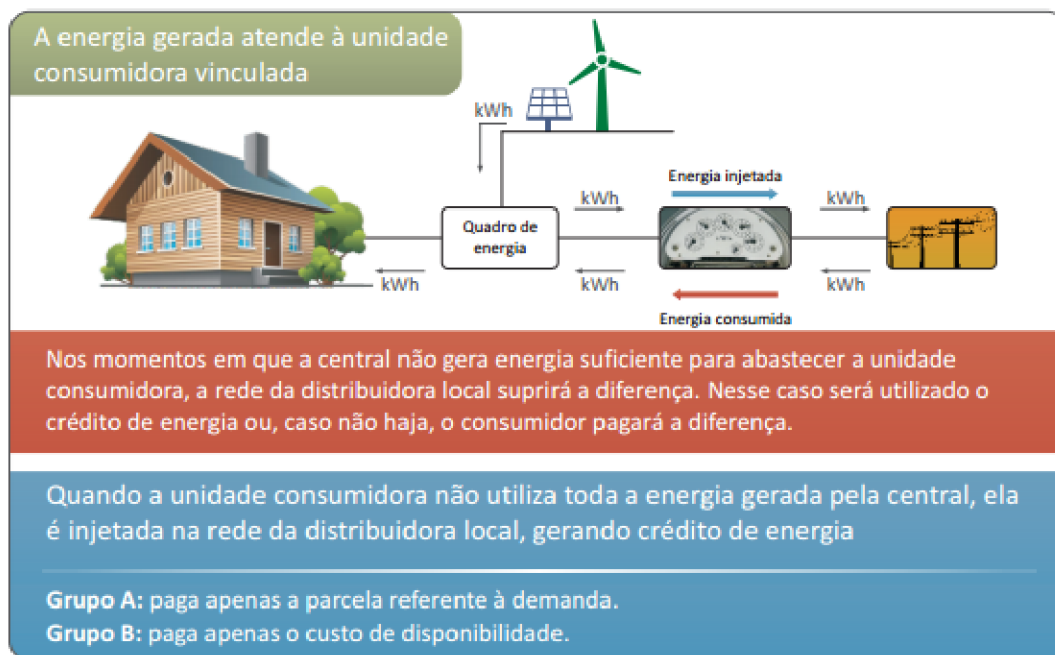 A energia gerada atende à unidade
consumidora vinculada
kWh
Energia injetada
kWh
kWh
Quadro de
energia
kWh
kWh
kWh
Energia consumida
Nos momentos em que a central não gera energia suficiente para abastecer a unidade
consumidora, a rede da distribuidora local suprirá a diferença. Nesse caso será utilizado o
crédito de energia ou, caso não haja, o consumidor pagará a diferença.
Quando a unidade consumidora não utiliza toda a energia gerada pela central, ela
é injetada na rede da distribuidora local, gerando crédito de energia
Grupo A: paga apenas a parcela referente à demanda.
Grupo B: paga apenas o custo de disponibilidade.